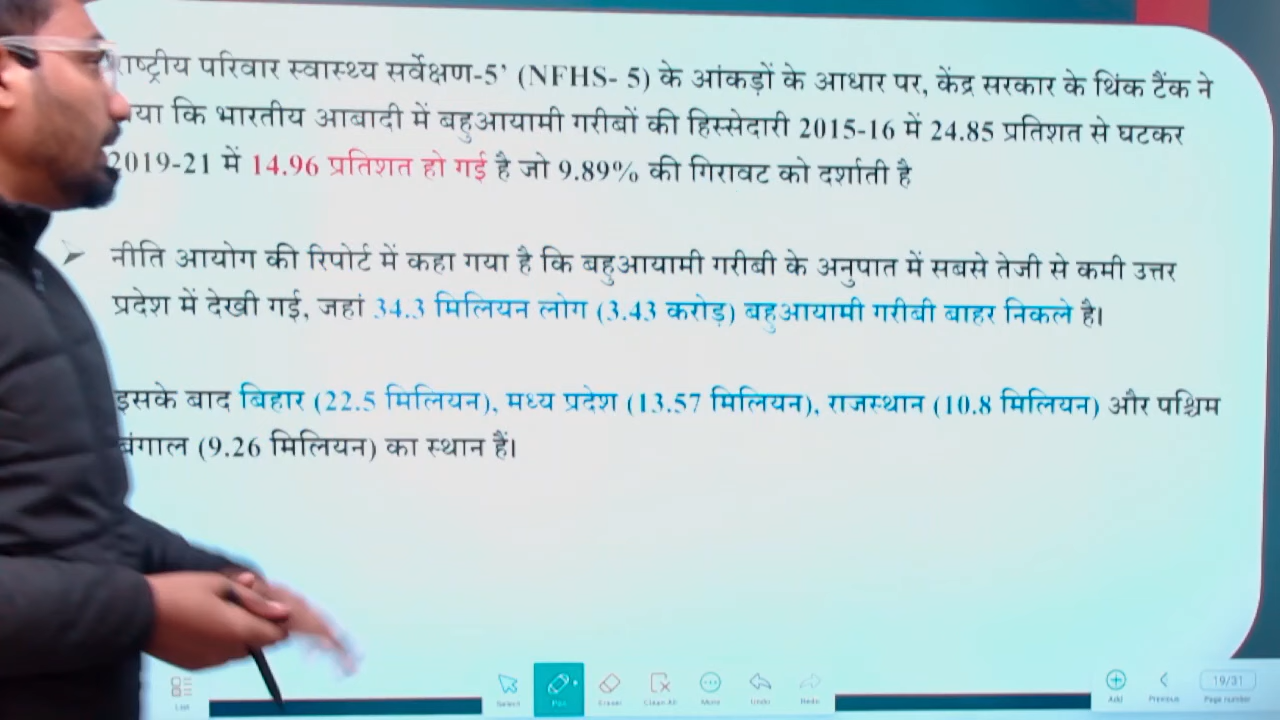 राष्ट्रीय परिवार स्वास्थ्य सर्वेक्षण-5’ (NFHS- 5) के आंकड़ों के आधार पर, केंद्र सरकार के थिंक टैंक ने
कि भारतीय आबादी में बहुआयामी गरीबों की हिस्सेदारी 2015-16 में 24.85 प्रतिशत से घटकर
2019-21 में 14.96 प्रतिशत हो गई है जो 9.89% की गिरावट को दर्शाती है
नीति आयोग की रिपोर्ट में कहा गया है कि बहुआयामी गरीबी के अनुपात में सबसे तेजी से कमी उत्तर
प्रदेश में देखी गई, जहां 34.3 मिलियन लोग (3.43 करोड़) बहुआयामी गरीबी बाहर निकले है।
इसके बाद बिहार (22.5 मिलियन), मध्य प्रदेश (13.57 मिलियन), राजस्थान (10.8 मिलियन) और पश्चिम
बंगाल (9.26 मिलियन) का स्थान हैं।
List Select Pen Eraser Clean All More Undo Redo Add Previous 19/31 Page number